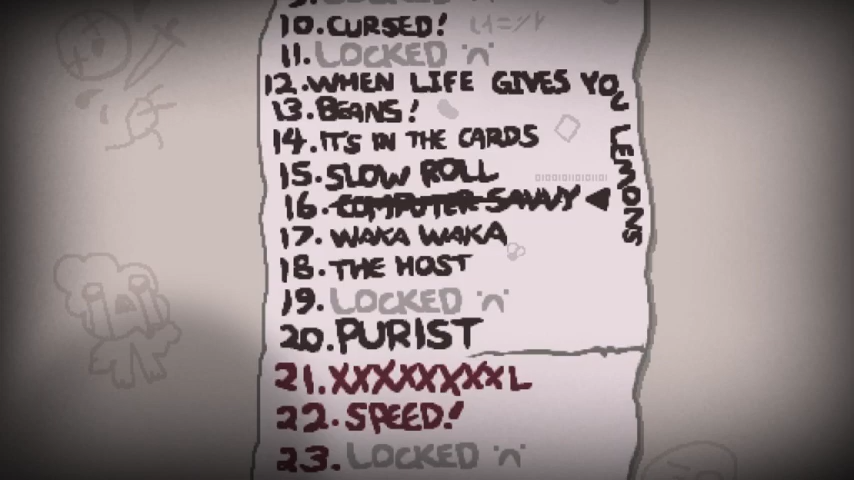 10. CURSED!
11. LOCKED 'n'
12. WHEN LIFE GIVES YOU LEMONS
13. BEANS!
14. IT'S IN THE CARDS
15. SLOW ROLL
010100110101101
16. COMPUTER SAVVY
17. WAKA WAKA
18. THE HOST
19. LOCKED 'n'
20. PURIST
21. XXXXXXXXL
22. SPEED!
23. LOCKED 'n'